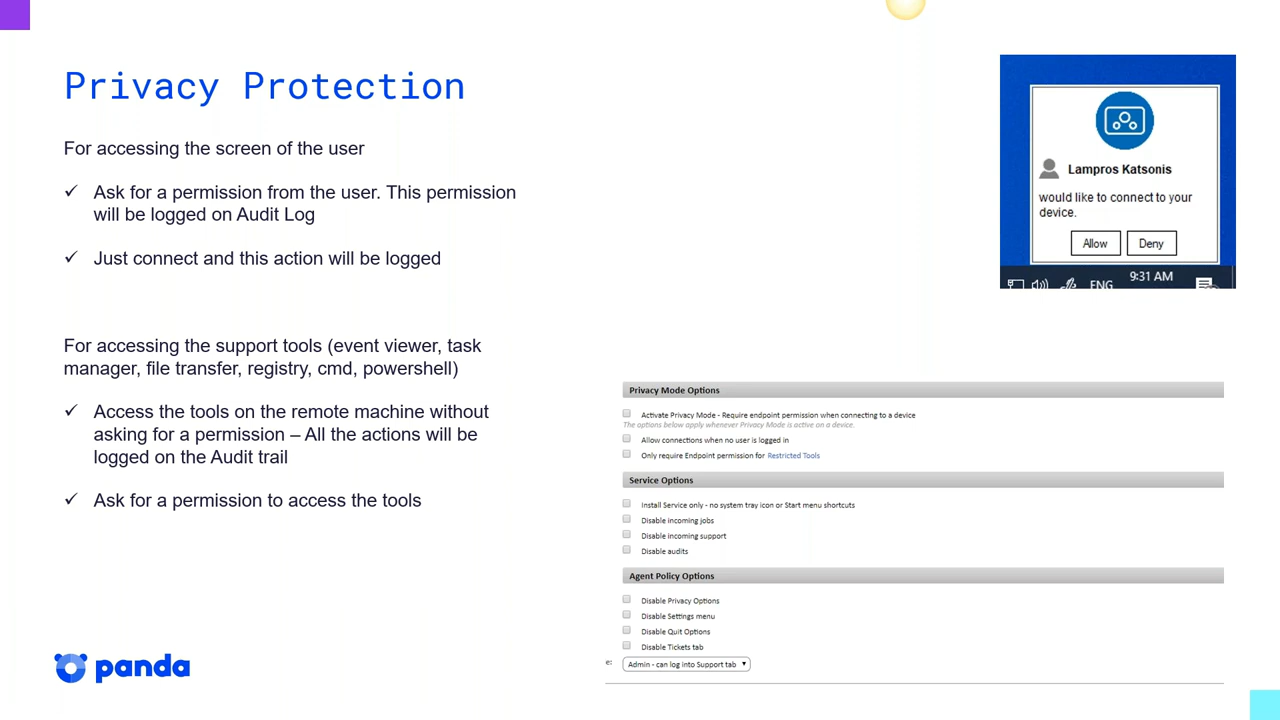 Privacy Protection
For accessing the screen of the user
✓ Ask for a permission from the user. This permission
will be logged on Audit Log
✓ Just connect and this action will be logged
For accessing the support tools (event viewer, task
manager, file transfer, registry, cmd, powershell)
✓ Access the tools on the remote machine without
asking for a permission – All the actions will be
logged on the Audit trail
✓ Ask for a permission to access the tools
panda
Lampros Katsonis
would like to connect to your
device.
Allow Deny
ENG 9:31 AM
Privacy Mode Options
Activate Privacy Mode - Require endpoint permission when connecting to a device
The options below apply whenever Privacy Mode is active on a device.
Allow connections when no user is logged in
Only require Endpoint permission for Restricted Tools
Service Options
Install Service only - no system tray icon or Start menu shortcuts
Disable incoming jobs
Disable incoming support
Disable audits
Agent Policy Options
Disable Privacy Options
Disable Settings menu
Disable Quit Options
Disable Tickets tab
e: Admin - can log into Support tab